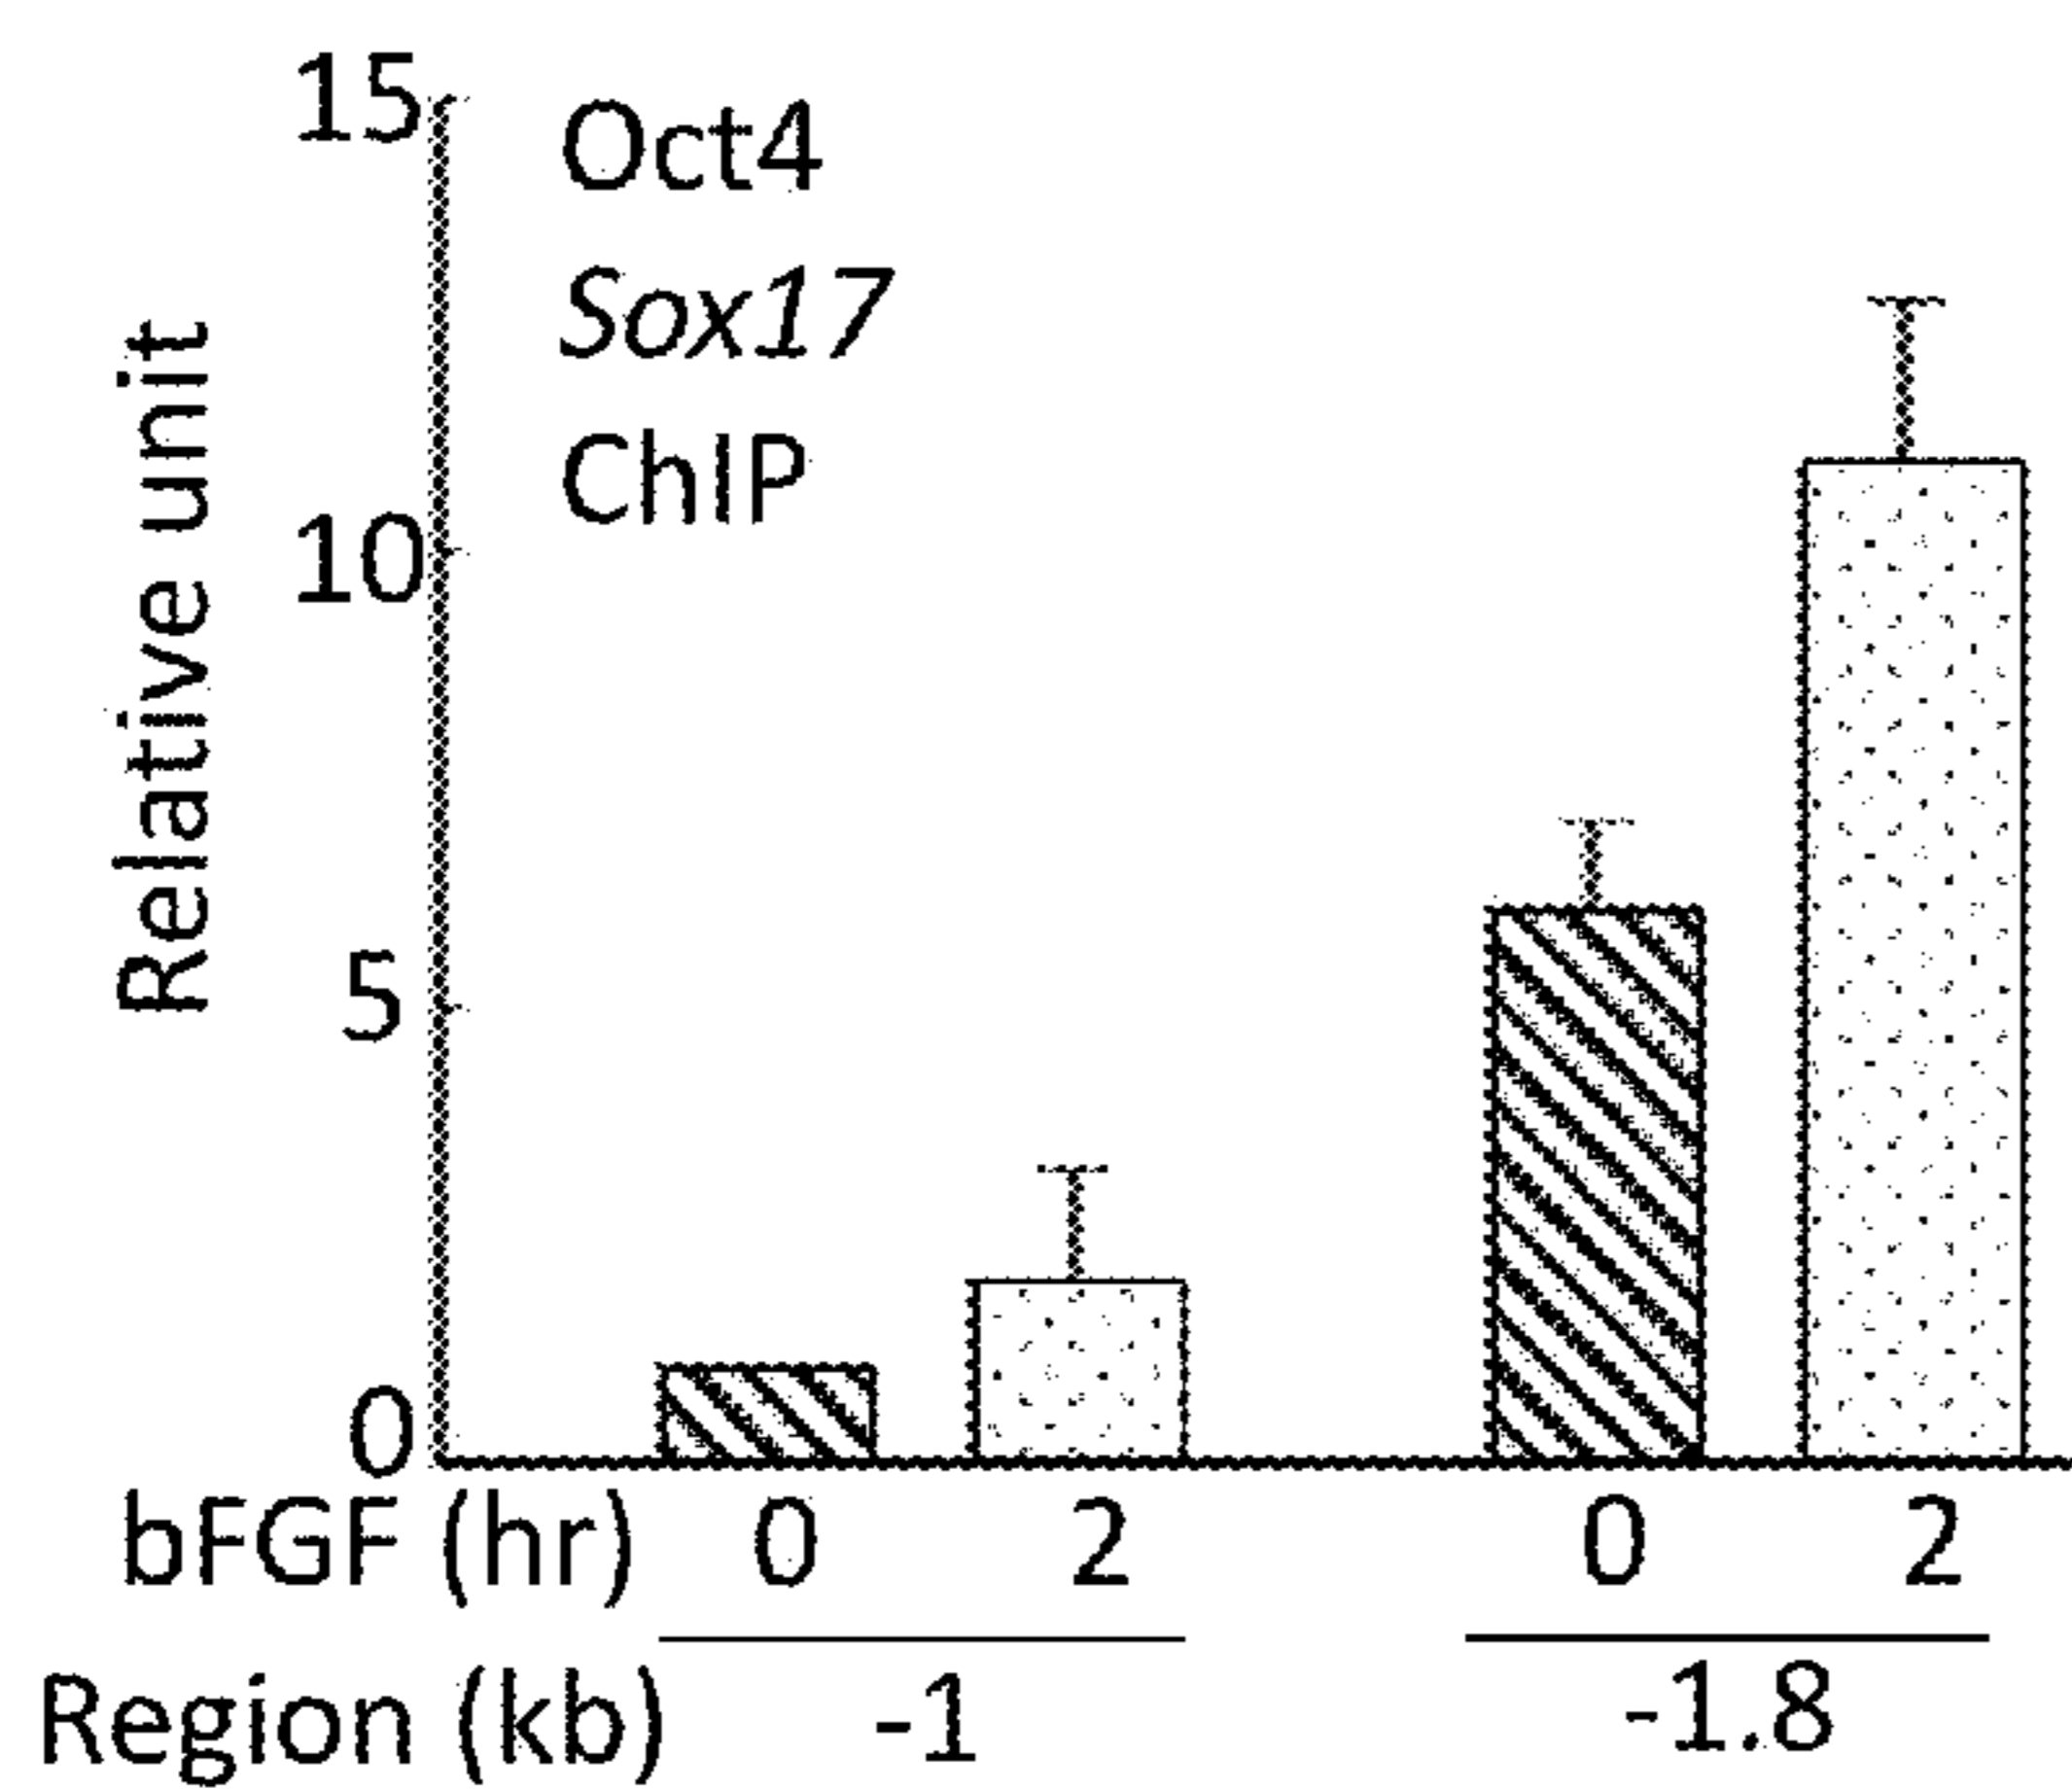 15
Oct4
Sox17
ChIP
Relative unit
10
5
0
bFGF (hr) 0 2 0 2
Region (kb) -1 -1.8